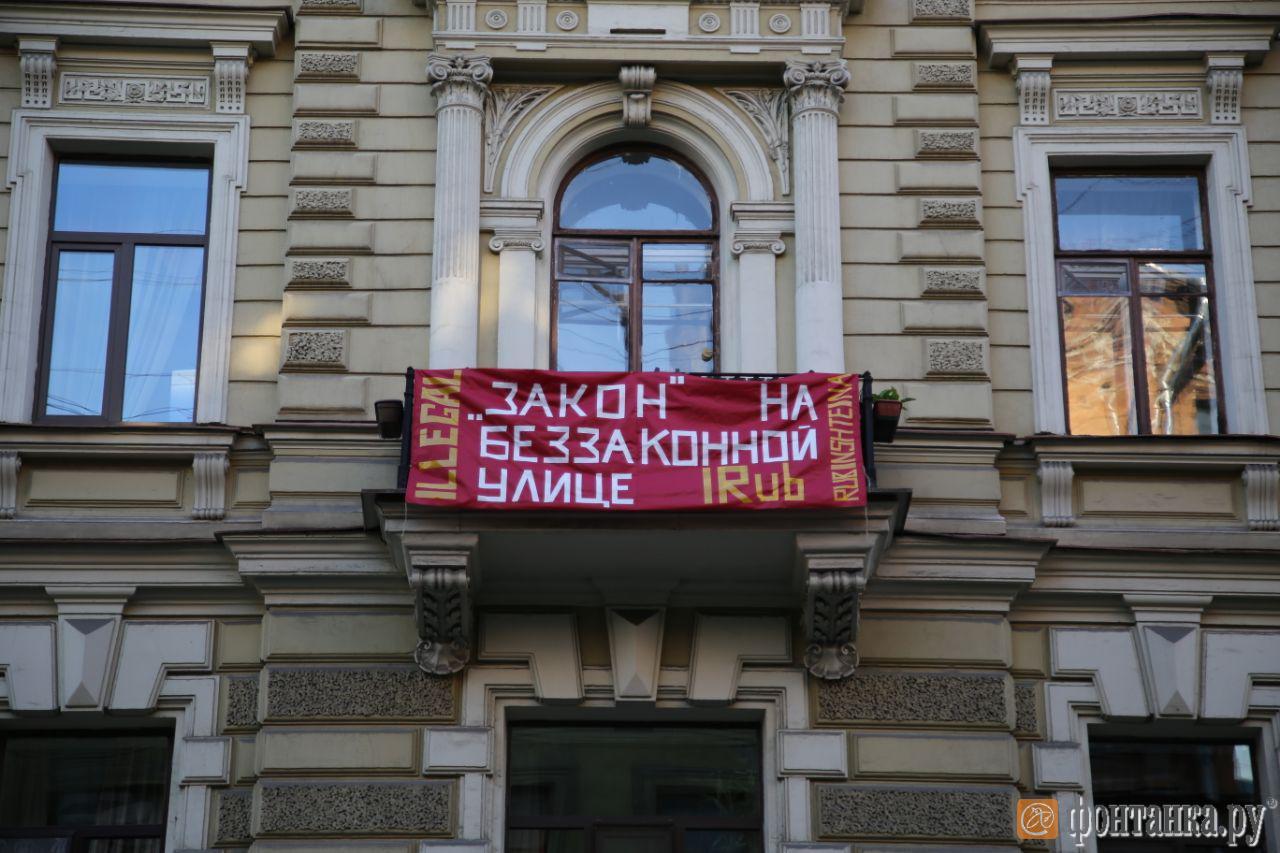 ILLEGAL
„ЗАКОН" НА
БЕЗЗАКОННОЙ
УЛИЦЕ IRub
RUBINSHTEINA
фонтанка.ру®